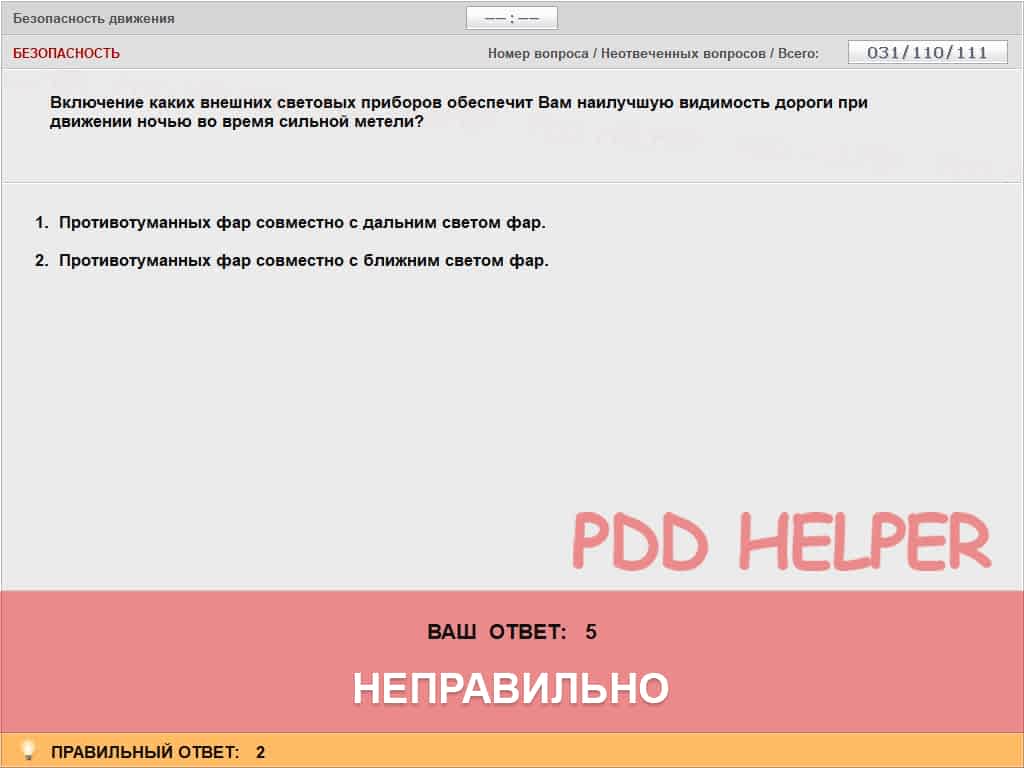 Безопасность движения
—— : ——
БЕЗОПАСНОСТЬ
Номер вопроса / Неотвеченных вопросов / Всего:
031/110/111
Включение каких внешних световых приборов обеспечит Вам наилучшую видимость дороги при
движении ночью во время сильной метели?
1. Противотуманных фар совместно с дальним светом фар.
2. Противотуманных фар совместно с ближним светом фар.
PDD HELPER
ВАШ ОТВЕТ: 5
НЕПРАВИЛЬНО
ПРАВИЛЬНЫЙ ОТВЕТ: 2